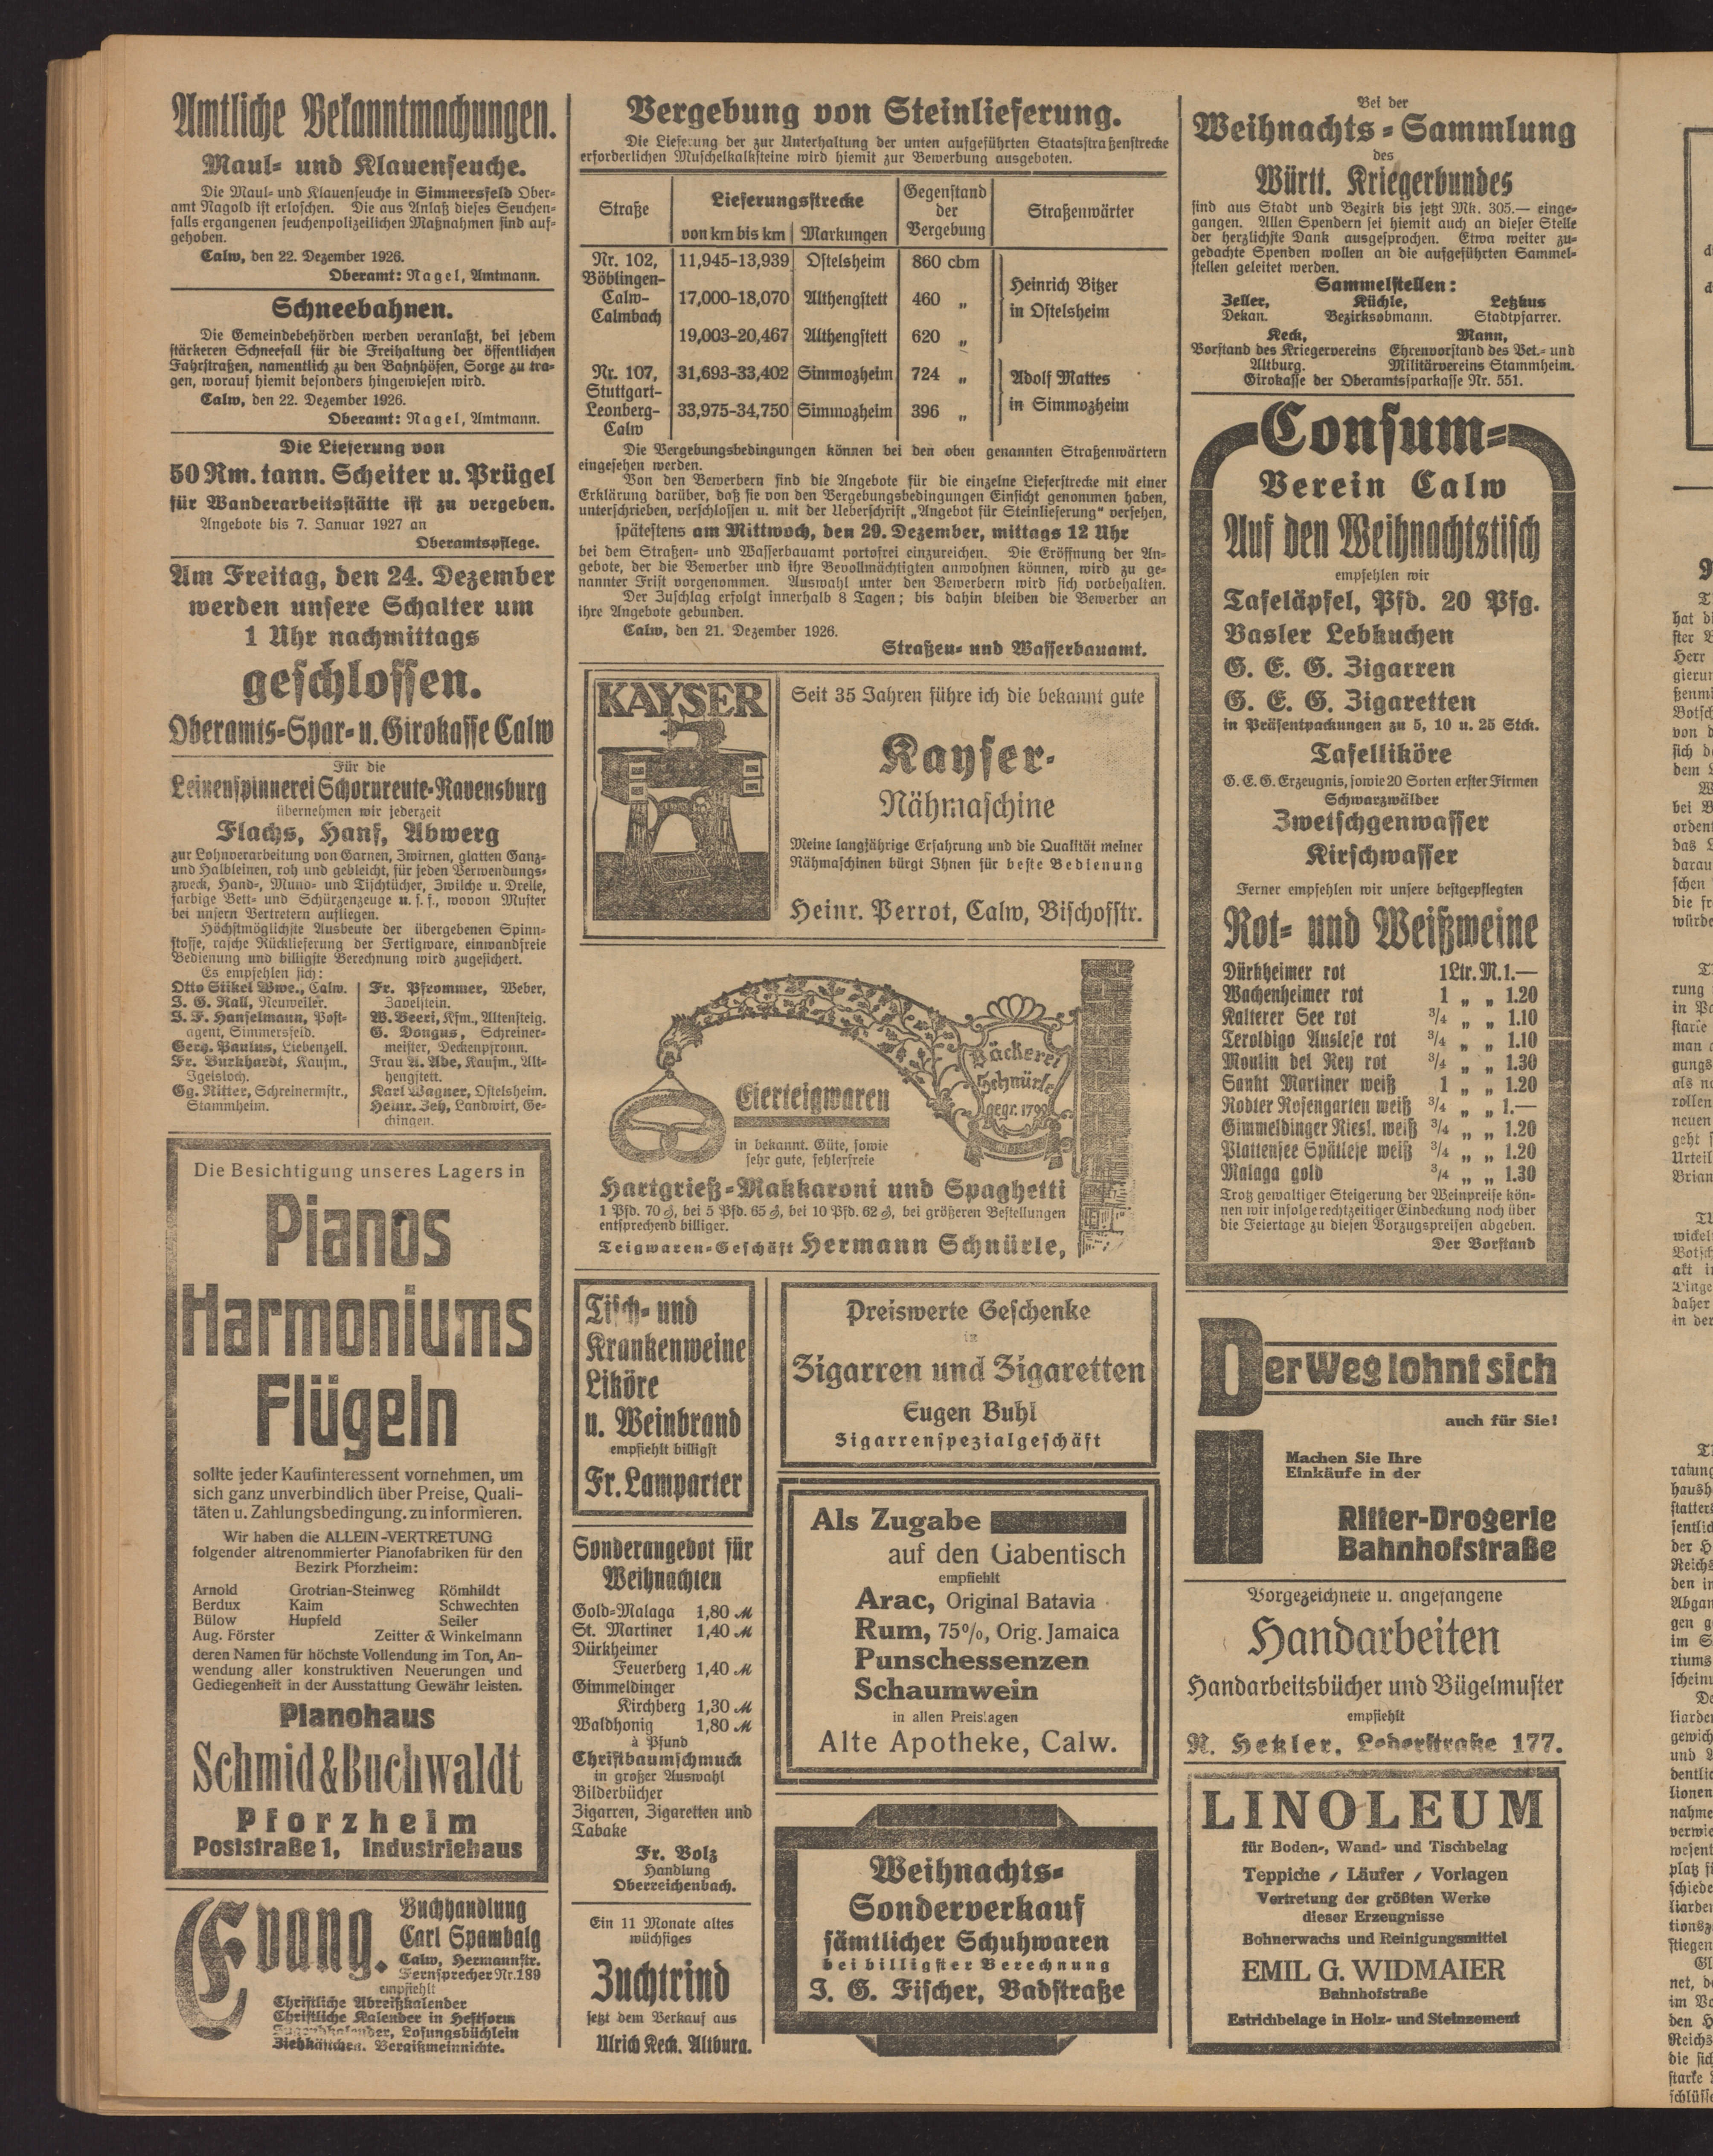 Amtliche Bekanntmachungen.
Maul- und Klauenseuche.
Die Maul- und Klauenseuche in Simmersfeld Ober-
amt Nagold ist erloschen. Die aus Anlaß dieses Seuchen-
falls ergangenen seuchenpolizeilichen Maßnahmen sind auf-
gehoben.
Calw, den 22. Dezember 1926.
Oberamt: Nagel, Amtmann.
Schneebahnen.
Die Gemeindebehörden werden veranlaßt, bei jedem
stärkeren Schneefall für die Freihaltung der öffentlichen
Fahrstraßen, namentlich zu den Bahnhöfen, Sorge zu tra-
gen, worauf hiemit besonders hingewiesen wird.
Calw, den 22. Dezember 1926.
Oberamt: Nagel, Amtmann.
Die Lieferung von
50 Rm. tann. Scheiter u. Prügel
für Wanderarbeitsstätte ist zu vergeben.
Angebote bis 7. Januar 1927 an
Oberamtspflege.
Am Freitag, den 24. Dezember
werden unsere Schalter um
1 Uhr nachmittags
geschlossen.
Oberamts-Spar- u. Girokasse Calw
Für die
Leinenspinnerei Schornreute-Ravensburg
übernehmen wir jederzeit
Flachs, Hanf, Abwerg
zur Lohnverarbeitung von Garnen, Zwirnen, glatten Ganz-
und Halbleinen, roh und gebleicht, für jeden Verwendungs-
zweck, Hand-, Mund- und Tischtücher, Zwilche u. Drelle,
farbige Bett- und Schürzenzeuge u. s. f., wovon Muster
bei unsern Vertretern aufliegen.
Höchstmöglichste Ausbeute der übergebenen Spinn-
stoffe, rasche Rücklieferung der Fertigware, einwandfreie
Bedienung und billigste Berechnung wird zugesichert.
Es empfehlen sich:
Otto Stikel Wwe., Calw.
J. G. Rall, Neuweiler.
J. F. Hanselmann, Post-
agent, Simmersfeld.
Gerg. Paulus, Liebenzell.
Fr. Burkhardt, Kaufm.,
Igelsloch.
Gg. Ritter, Schreinermstr.,
Stammheim.
Fr. Pfrommer, Weber,
Zavelstein.
W. Beeri, Kfm., Altensteig.
G. Dongus, Schreiner-
meister, Deckenpfronn.
Frau A. Ade, Kaufm., Alt-
hengstett.
Karl Wagner, Ostelsheim.
Heinr. Zeh, Landwirt, Ge-
chingen.
Die Besichtigung unseres Lagers in
Pianos
Harmoniums
Flügeln
sollte jeder Kaufinteressent vornehmen, um
sich ganz unverbindlich über Preise, Quali-
täten u. Zahlungsbedingung. zu informieren.
Wir haben die ALLEIN-VERTRETUNG
folgender altrenommierter Pianofabriken für den
Bezirk Pforzheim:
Arnold Grotrian-Steinweg Römhildt
Berdux Kaim Schwechten
Bülow Hupfeld Seiler
Aug. Förster Zeitter & Winkelmann
deren Namen für höchste Vollendung im Ton, An-
wendung aller konstruktiven Neuerungen und
Gediegenheit in der Ausstattung Gewähr leisten.
Pianohaus
Schmid & Buchwaldt
Pforzheim
Poststraße 1, Industriehaus
Evang. Buchhandlung
Carl Spambalg
Calw, Hermannstr.
Fernsprecher Nr. 189
empfiehlt
Christliche Abreißkalender
Christliche Kalender in Heftform
Jugendkalender, Losungsbüchlein
Ziehkästchen. Vergißmeinnichte.
Vergebung von Steinlieferung.
Die Lieferung der zur Unterhaltung der unten aufgeführten Staatsstraßenstrecke
erforderlichen Muschelkalksteine wird hiemit zur Bewerbung ausgeboten.
Straße Lieferungsstrecke Gegenstand der Vergebung Straßenwärter
von km bis km Markungen
Nr. 102, 11,945-13,939 Ostelsheim 860 cbm
Böblingen-
Calw- 17,000-18,070 Althengstett 460 „ Heinrich Bitzer
Calmbach in Ostelsheim
19,003-20,467 Althengstett 620 „
Nr. 107, 31,693-33,402 Simmozheim 724 „ Adolf Mattes
Stuttgart-
Leonberg- 33,975-34,750 Simmozheim 396 „ in Simmozheim
Calw
Die Vergebungsbedingungen können bei den oben genannten Straßenwärtern
eingesehen werden.
Von den Bewerbern sind die Angebote für die einzelne Lieferstrecke mit einer
Erklärung darüber, daß sie von den Vergebungsbedingungen Einsicht genommen haben,
unterschrieben, verschlossen u. mit der Ueberschrift „Angebot für Steinlieferung“ versehen,
spätestens am Mittwoch, den 29. Dezember, mittags 12 Uhr
bei dem Straßen- und Wasserbauamt portofrei einzureichen. Die Eröffnung der An-
gebote, der die Bewerber und ihre Bevollmächtigten anwohnen können, wird zu ge-
nannter Frist vorgenommen. Auswahl unter den Bewerbern wird sich vorbehalten.
Der Zuschlag erfolgt innerhalb 8 Tagen; bis dahin bleiben die Bewerber an
ihre Angebote gebunden.
Calw, den 21. Dezember 1926.
Straßen- und Wasserbauamt.
KAYSER
Seit 35 Jahren führe ich die bekannt gute
Kayser-
Nähmaschine
Meine langjährige Erfahrung und die Qualität meiner
Nähmaschinen bürgt Ihnen für beste Bedienung
Heinr. Perrot, Calw, Bischofstr.
Bäckerei
Schnürle
gegr. 1799
Eierteigwaren
in bekannt. Güte, sowie
sehr gute, fehlerfreie
Hartgrieß-Makkaroni und Spaghetti
1 Pfd. 70 ₰, bei 5 Pfd. 65 ₰, bei 10 Pfd. 62 ₰, bei größeren Bestellungen
entsprechend billiger.
Teigwaren-Geschäft Hermann Schnürle,
Tisch- und
Krankenweine
Liköre
u. Weinbrand
empfiehlt billigst
Fr. Lamparter
Sonderangebot für
Weihnachten
Gold-Malaga 1,80 ℳ
St. Martiner 1,40 ℳ
Dürkheimer
Feuerberg 1,40 ℳ
Gimmeldinger
Kirchberg 1,30 ℳ
Waldhonig 1,80 ℳ
à Pfund
Christbaumschmuck
in großer Auswahl
Bilderbücher
Zigarren, Zigaretten und
Tabake
Fr. Volz
Handlung
Oberreichenbach.
Ein 11 Monate altes
wüchsiges
Zuchtrind
setzt dem Verkauf aus
Ulrich Keck. Altburg.
Preiswerte Geschenke
in
Zigarren und Zigaretten
Eugen Buhl
Zigarrenspezialgeschäft
Als Zugabe
auf den Gabentisch
empfiehlt
Arac, Original Batavia
Rum, 75%, Orig. Jamaica
Punschessenzen
Schaumwein
in allen Preislagen
Alte Apotheke, Calw.
Weihnachts-
Sonderverkauf
sämtlicher Schuhwaren
bei billigster Berechnung
J. G. Fischer, Badstraße
Bei der
Weihnachts-Sammlung
des
Württ. Kriegerbundes
sind aus Stadt und Bezirk bis jetzt Mk. 305.— einge-
gangen. Allen Spendern sei hiemit auch an dieser Stelle
der herzlichste Dank ausgesprochen. Etwa weiter zu-
gedachte Spenden wollen an die aufgeführten Sammel-
stellen geleitet werden.
Sammelstellen:
Zeller, Küchle, Letzkus
Dekan. Bezirksobmann. Stadtpfarrer.
Keck, Mann,
Vorstand des Kriegervereins Ehrenvorstand des Vet.- und
Altburg. Militärvereins Stammheim.
Girokasse der Oberamtssparkasse Nr. 551.
Consum-
Verein Calw
Auf den Weihnachtstisch
empfehlen wir
Tafeläpfel, Pfd. 20 Pfg.
Basler Lebkuchen
G. E. G. Zigarren
G. E. G. Zigaretten
in Präsentpackungen zu 5, 10 u. 25 Stck.
Tafelliköre
G. E. G. Erzeugnis, sowie 20 Sorten erster Firmen
Schwarzwälder
Zwetschgenwasser
Kirschwasser
Ferner empfehlen wir unsere bestgepflegten
Rot- und Weißweine
Dürkheimer rot 1 Ltr. M. 1.—
Wachenheimer rot 1 „ „ 1.20
Kalterer See rot 3/4 „ „ 1.10
Teroldigo Auslese rot 3/4 „ „ 1.10
Moulin del Rey rot 3/4 „ „ 1.30
Sankt Martiner weiß 1 „ „ 1.20
Rodter Rosengarten weiß 3/4 „ „ 1.—
Gimmeldinger Riesl. weiß 3/4 „ „ 1.20
Plattensee Spätlese weiß 3/4 „ „ 1.20
Malaga gold 3/4 „ „ 1.30
Trotz gewaltiger Steigerung der Weinpreise kön-
nen wir infolge rechtzeitiger Eindeckung noch über
die Feiertage zu diesen Vorzugspreisen abgeben.
Der Vorstand
Der Weg lohnt sich
auch für Sie!
Machen Sie Ihre
Einkäufe in der
Ritter-Drogerie
Bahnhofstraße
Vorgezeichnete u. angefangene
Handarbeiten
Handarbeitsbücher und Bügelmuster
empfiehlt
R. Hetzler, Lederstraße 177.
LINOLEUM
für Boden-, Wand- und Tischbelag
Teppiche / Läufer / Vorlagen
Vertretung der größten Werke
dieser Erzeugnisse
Bohnerwachs und Reinigungsmittel
EMIL G. WIDMAIER
Bahnhofstraße
Estrichbelage in Holz- und Steinzement